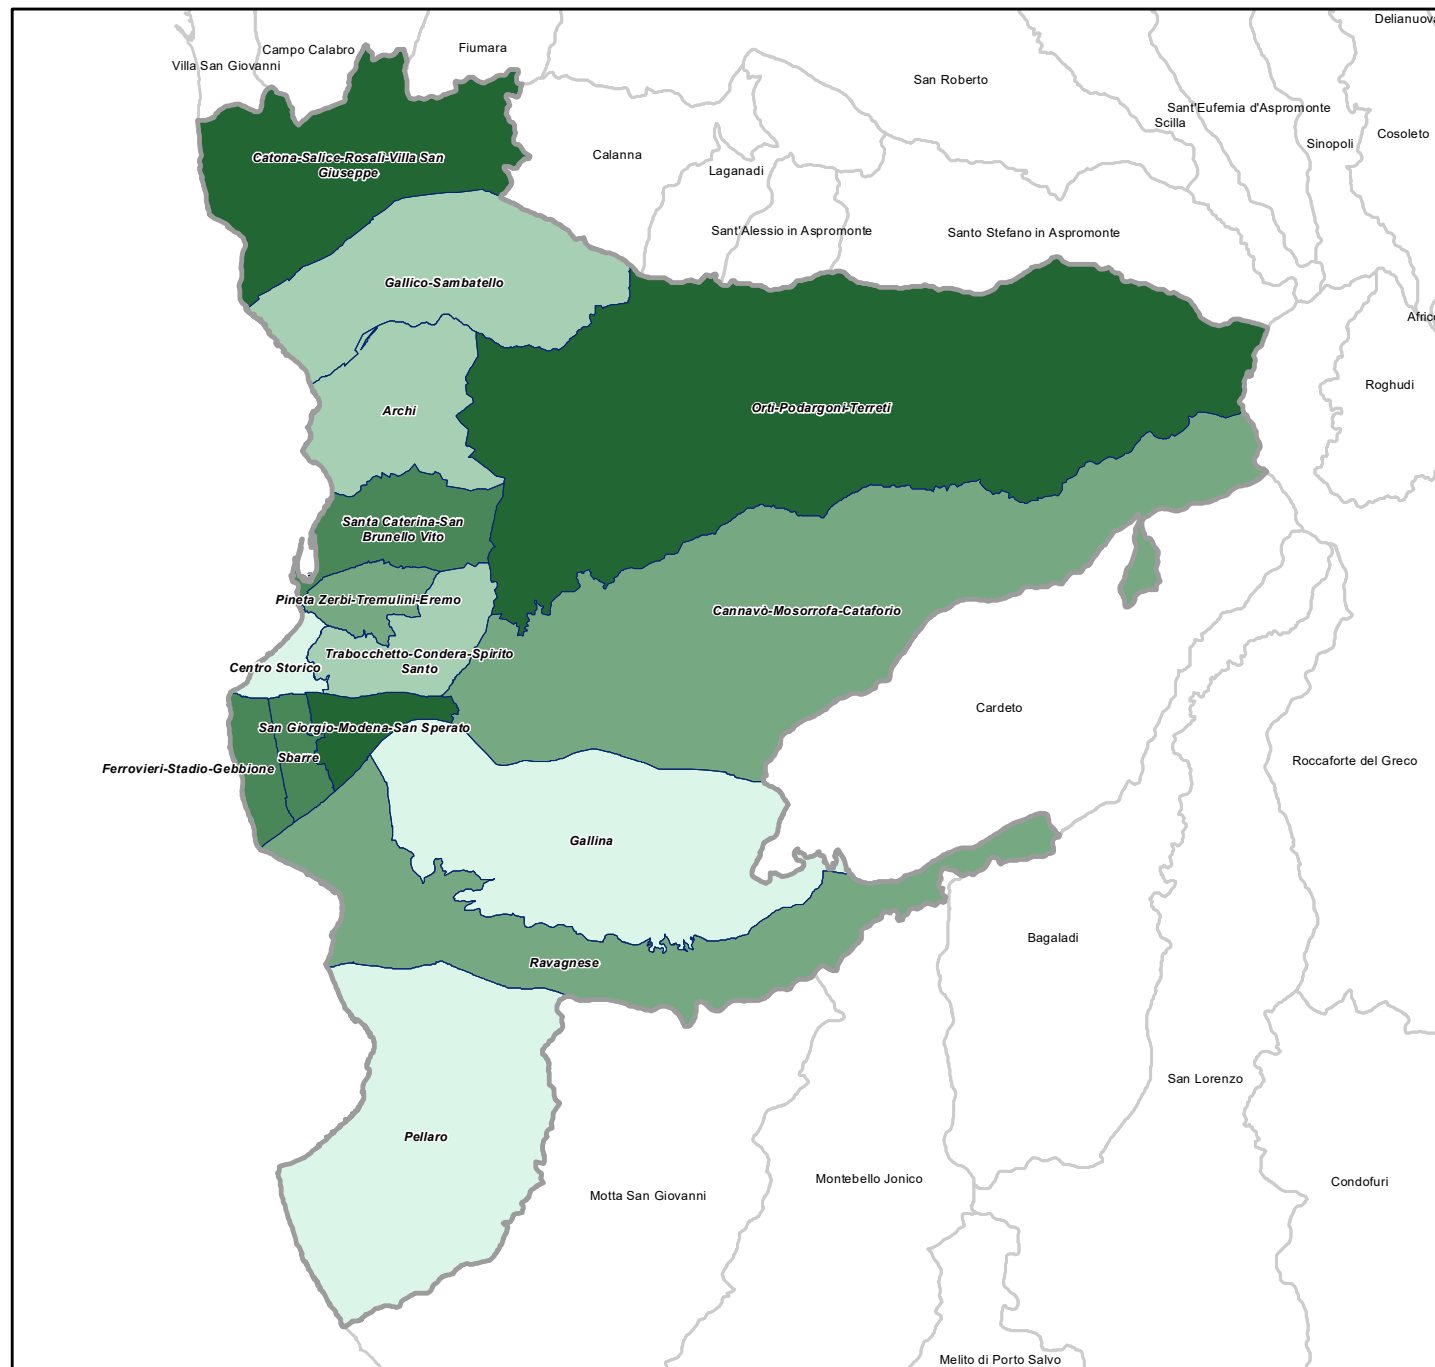 Delianuova
Campo Calabro
Fiumara
Villa San Giovanni
San Roberto
Sant'Eufemia d'Aspromonte
Scilla
Cosoleto
Sinopoli
Catona-Salice-Rosali-Villa San
Giuseppe
Calanna
Laganadi
Sant'Alessio in Aspromonte
Santo Stefano in Aspromonte
Gallico-Sambatello
Africo
Roghudi
Archi
Orti-Podargoni-Terreti
Santa Caterina-San
Brunello Vito
Pineta Zerbi-Tremulini-Eremo
Cannavò-Mosorrofa-Cataforio
Trabocchetto-Condera-Spirito
Santo
Centro Storico
Cardeto
San Giorgio-Modena-San Sperato
Sbarre
Ferrovieri-Stadio-Gebbione
Roccaforte del Greco
Gallina
Bagaladi
Ravagnese
San Lorenzo
Pellaro
Montebello Jonico
Condofuri
Motta San Giovanni
Melito di Porto Salvo